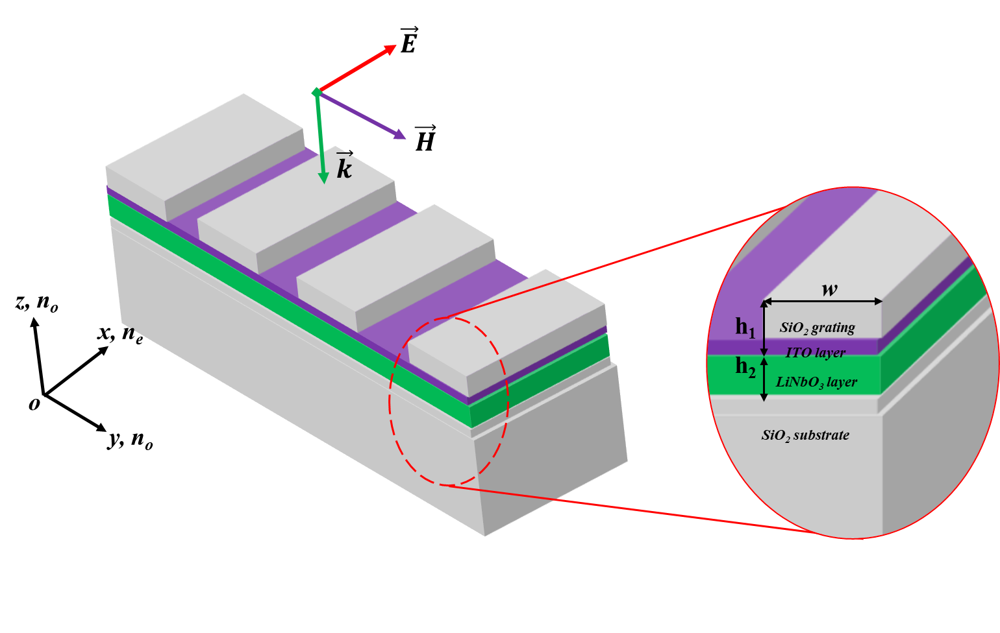 E
H
k
z, nₒ
x, nₑ
o
y, nₒ
w
h₁
SiO₂ grating
ITO layer
h₂
LiNbO₃ layer
SiO₂ substrate